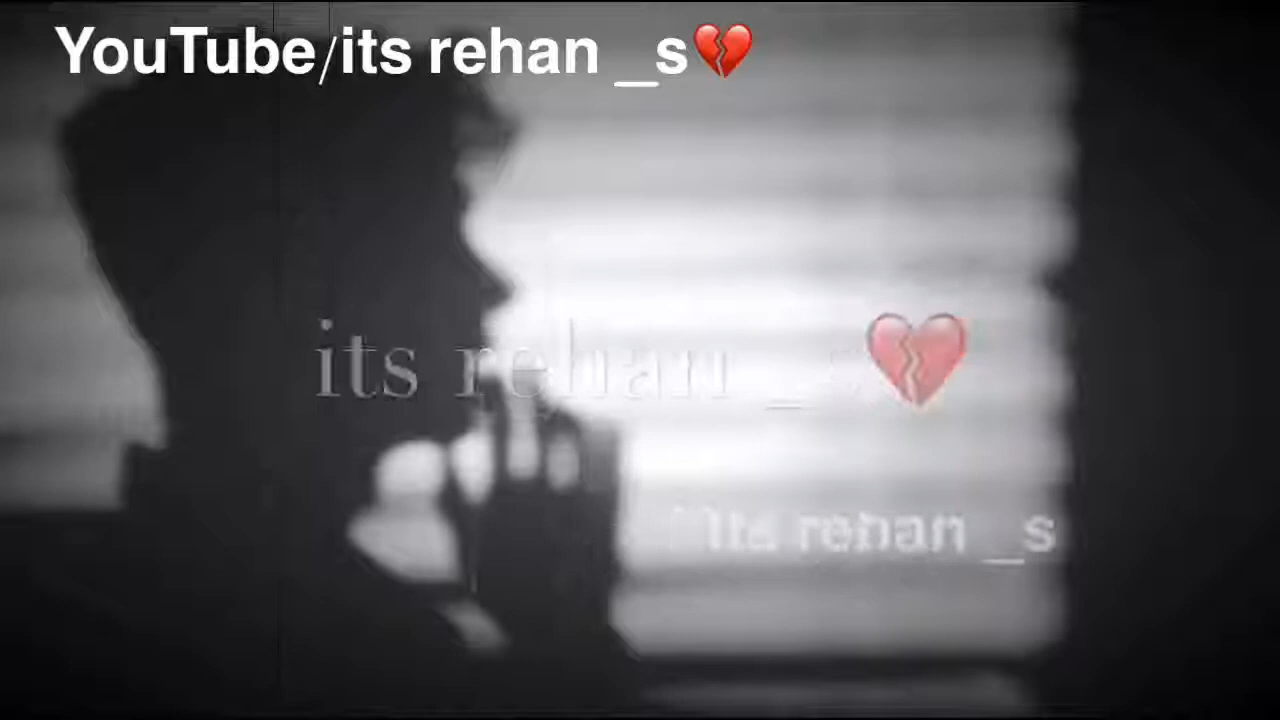 YouTube/its rehan _s💔
its rehan _s💔
its rehan _s